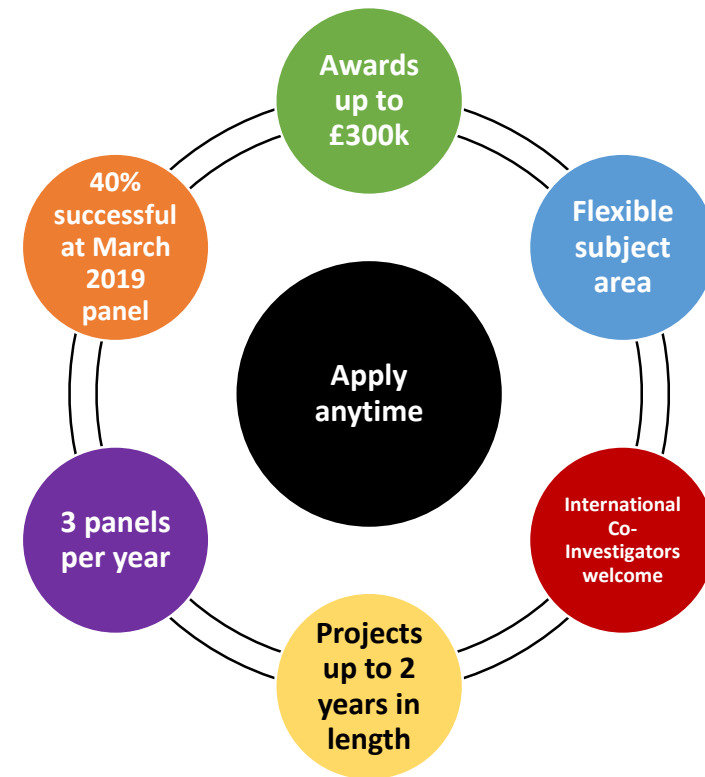 Awards
up to
£300k
40%
successful
at March
2019
panel
Flexible
subject
area
Apply
anytime
3 panels
per year
International
Co-
Investigators
welcome
Projects
up to 2
years in
length